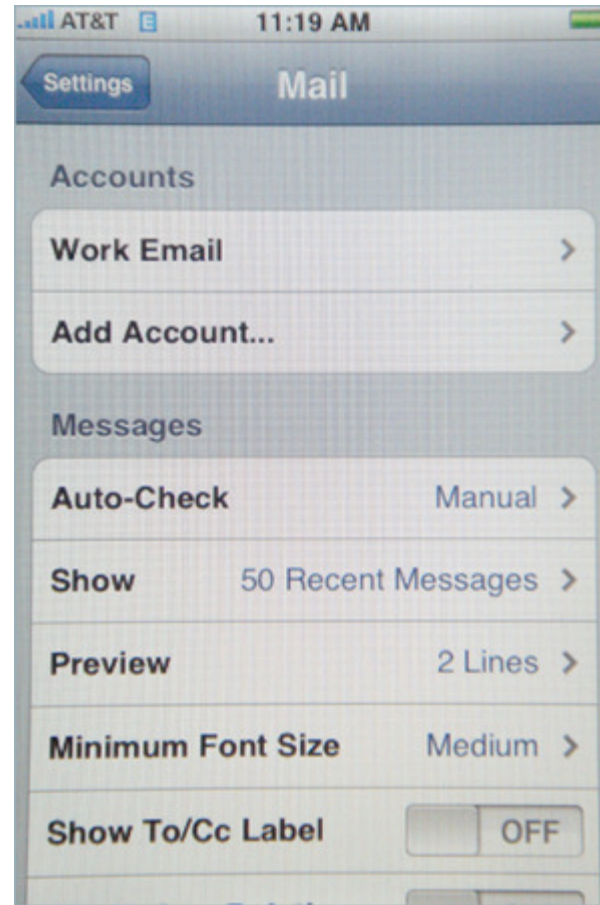 AT&T E 11:19 AM
Settings Mail
Accounts
Work Email
Add Account...
Messages
Auto-Check Manual
Show 50 Recent Messages
Preview 2 Lines
Minimum Font Size Medium
Show To/Cc Label OFF